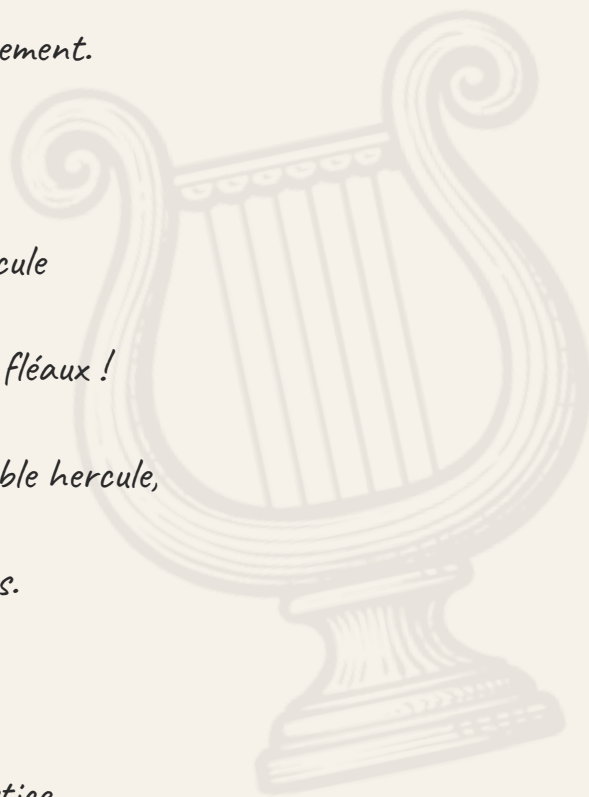 ement.
cule
fléaux !
ble hercule,
s.